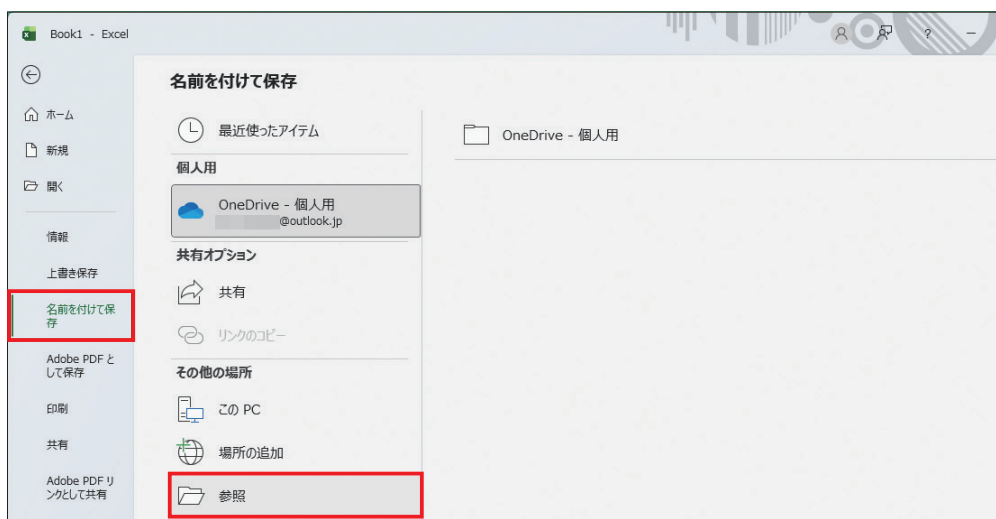 Book1 - Excel
?
名前を付けて保存
ホーム
新規
開く
情報
上書き保存
名前を付けて保
存
Adobe PDF と
して保存
印刷
共有
Adobe PDF リ
ンクとして共有
最近使ったアイテム
個人用
OneDrive - 個人用
@outlook.jp
共有オプション
共有
リンクのコピー
その他の場所
この PC
場所の追加
参照
OneDrive - 個人用